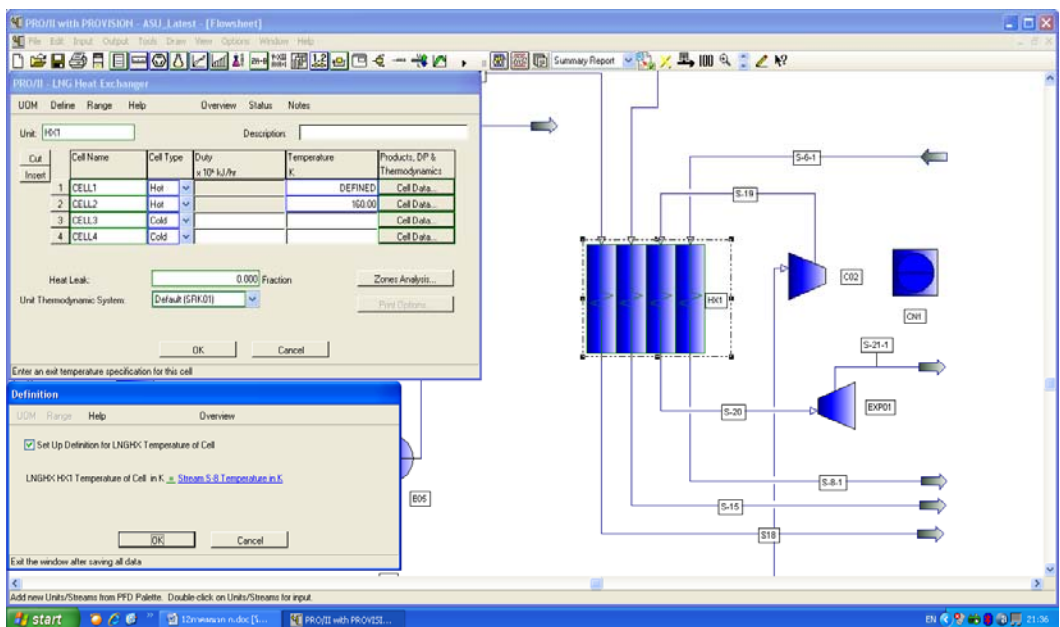 PRO/II with PROVISION - ASU_Latest - [Flowsheet]
File Edit Input Output Tools Draw View Options Window Help
Summary Report
PRO/II - LNG Heat Exchanger
UOM Define Range Help Overview Status Notes
Unit: HX1 Description:
Cut
Insert
Cell Name Cell Type Duty x 10⁶ kJ/hr Temperature K Products, DP & Thermodynamics
1 CELL1 Hot DEFINED Cell Data...
2 CELL2 Hot 160.00 Cell Data...
3 CELL3 Cold Cell Data...
4 CELL4 Cold Cell Data...
Heat Leak: 0.000 Fraction Zones Analysis...
Unit Thermodynamic System: Default (SRK01) Print Options...
OK Cancel
Enter an exit temperature specification for this cell
Definition
UOM Range Help Overview
Set Up Definition for LNGHX Temperature of Cell
LNGHX HX1 Temperature of Cell in K = Stream S-8 Temperature in K
OK Cancel
Exit the window after saving all data
S-6-1
S-19
C02
HX1
CN1
S-21-1
EXP01
S-20
S-8-1
E05
S-15
S18
Add new Units/Streams from PFD Palette. Double-click on Units/Streams for input.
start PRO/II with PROVISI... EN 21:36